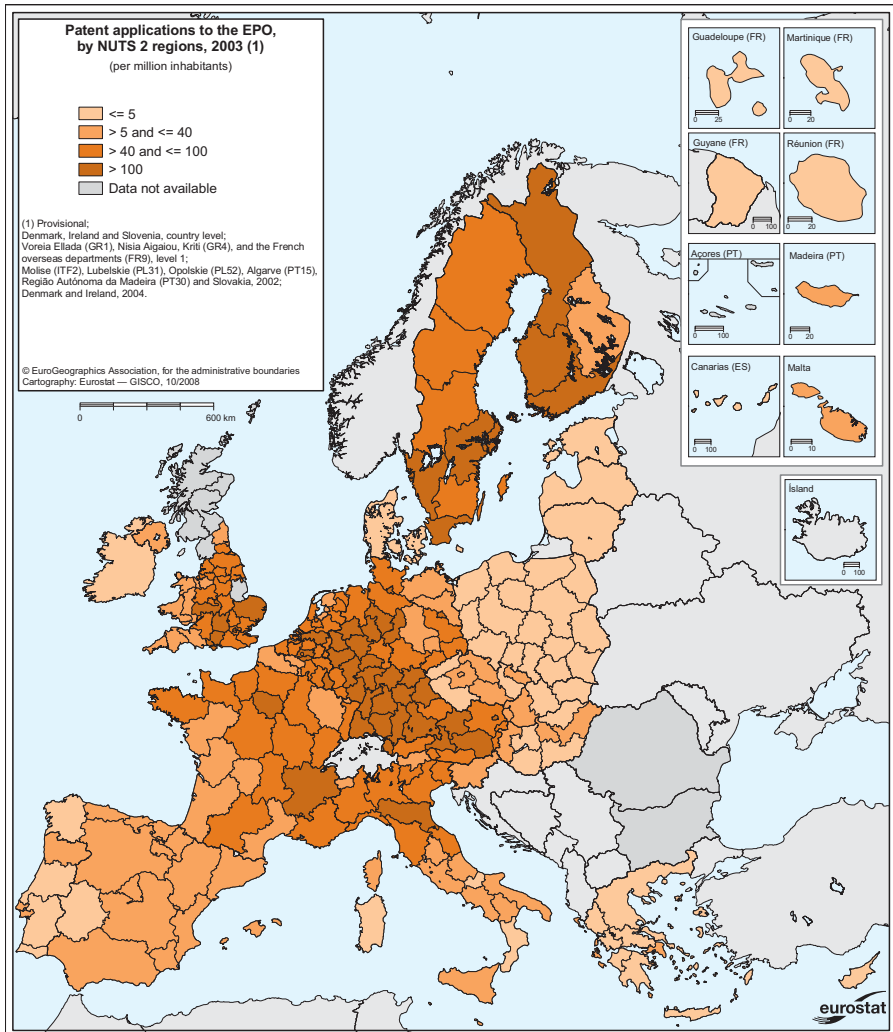 Patent applications to the EPO,
by NUTS 2 regions, 2003 (1)
(per million inhabitants)
<= 5
> 5 and <= 40
> 40 and <= 100
> 100
Data not available
(1) Provisional;
Denmark, Ireland and Slovenia, country level;
Voreia Ellada (GR1), Nisia Aigaiou, Kriti (GR4), and the French
overseas departments (FR9), level 1;
Molise (ITF2), Lubelskie (PL31), Opolskie (PL52), Algarve (PT15),
Região Autónoma da Madeira (PT30) and Slovakia, 2002;
Denmark and Ireland, 2004.
© EuroGeographics Association, for the administrative boundaries
Cartography: Eurostat — GISCO, 10/2008
0 600 km
Guadeloupe (FR)
0 25
Martinique (FR)
0 20
Guyane (FR)
0 100
Réunion (FR)
0 20
Açores (PT)
0 100
Madeira (PT)
0 20
Canarias (ES)
0 100
Malta
0 10
Ísland
0 100
eurostat